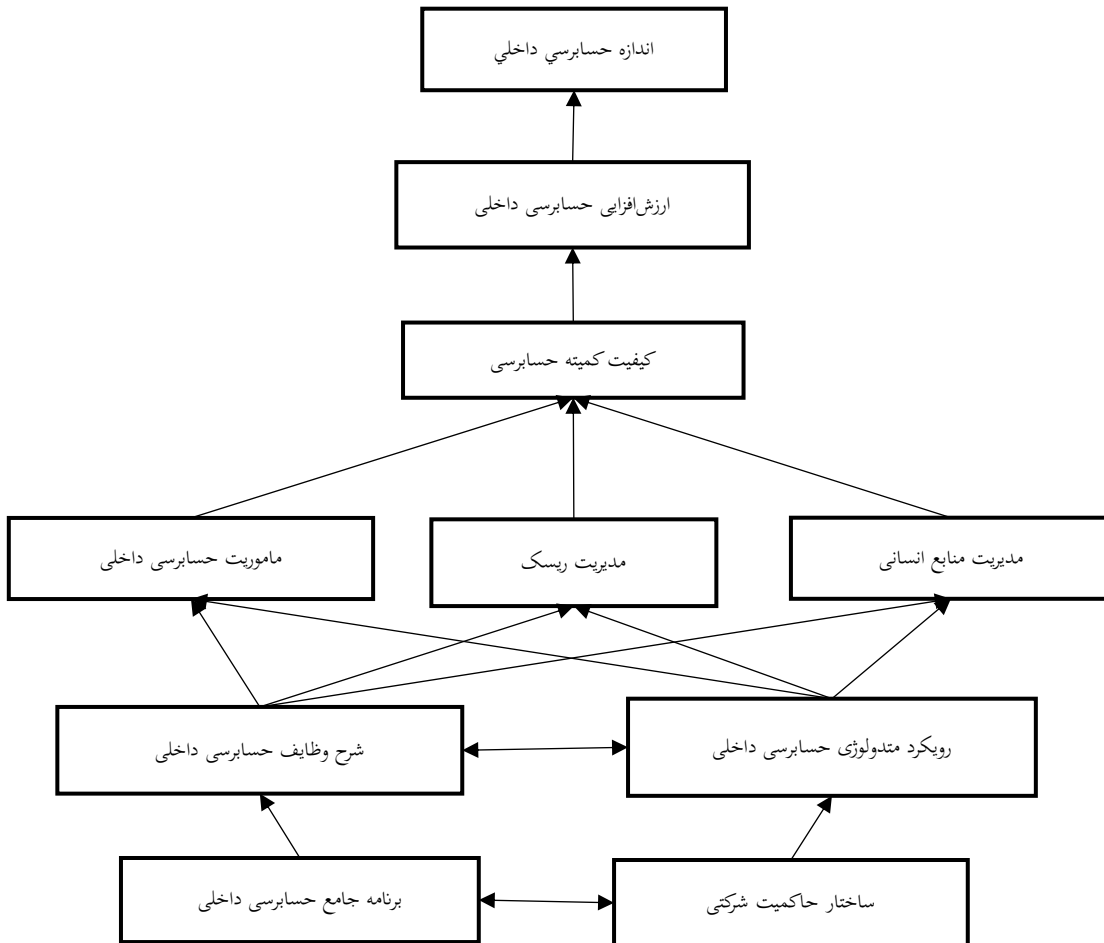 اندازه حسابرسي داخلي
ارزش‌افزایی حسابرسی داخلی
کیفیت کمیته حسابرسی
مدیریت منابع انسانی
مدیریت ریسک
ماموریت حسابرسی داخلی
رویکرد متدولوژی حسابرسی داخلی
شرح وظایف حسابرسی داخلی
ساختار حاکمیت شرکتی
برنامه جامع حسابرسی داخلی